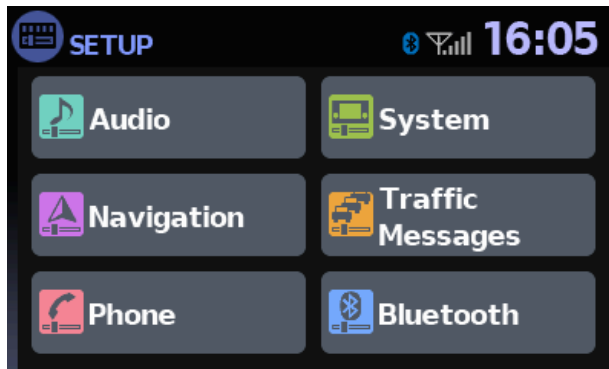 SETUP 16:05
Audio
System
Navigation
Traffic
Messages
Phone
Bluetooth